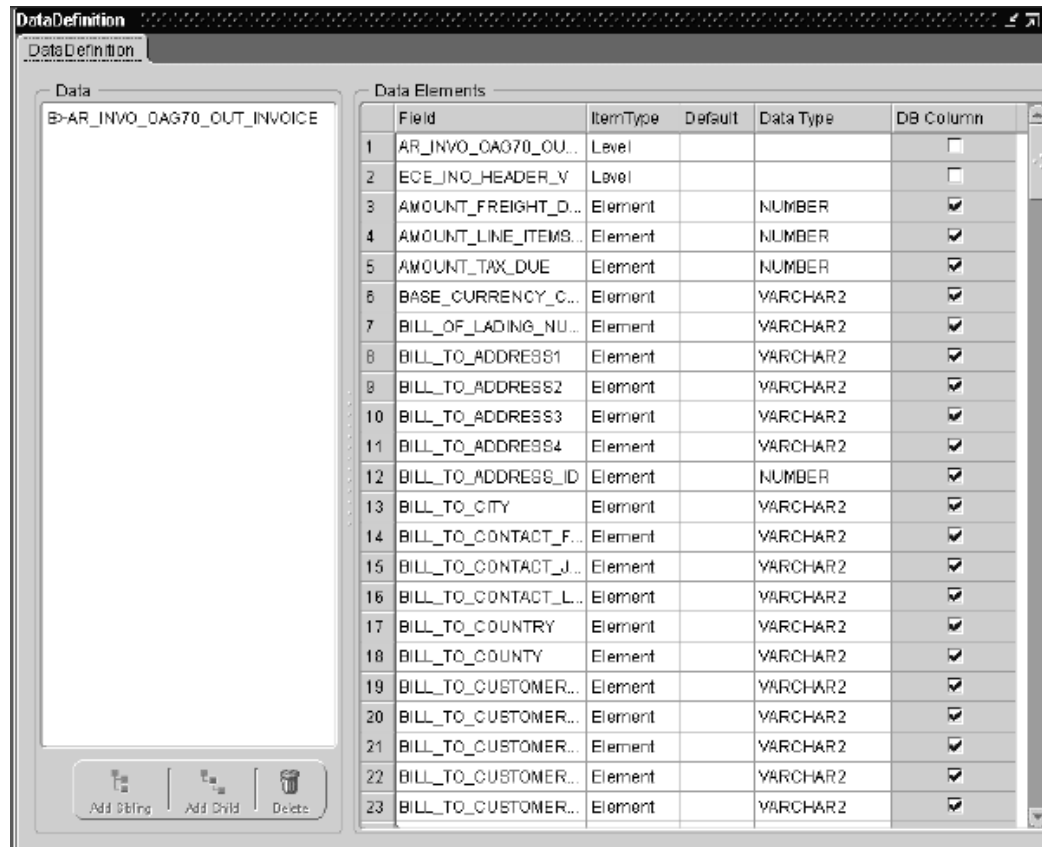 DataDefinition
DataDefinition
Data
AR_INVO_OAG70_OUT_INVOICE
Add Sibling Add Child Delete
Data Elements
Field ItemType Default Data Type DB Column
1 AR_INVO_OAG70_OU... Level
2 ECE_INO_HEADER_V Level
3 AMOUNT_FREIGHT_D... Element NUMBER
4 AMOUNT_LINE_ITEMS... Element NUMBER
5 AMOUNT_TAX_DUE Element NUMBER
6 BASE_CURRENCY_C... Element VARCHAR2
7 BILL_OF_LADING_NU... Element VARCHAR2
8 BILL_TO_ADDRESS1 Element VARCHAR2
9 BILL_TO_ADDRESS2 Element VARCHAR2
10 BILL_TO_ADDRESS3 Element VARCHAR2
11 BILL_TO_ADDRESS4 Element VARCHAR2
12 BILL_TO_ADDRESS_ID Element NUMBER
13 BILL_TO_CITY Element VARCHAR2
14 BILL_TO_CONTACT_F... Element VARCHAR2
15 BILL_TO_CONTACT_J... Element VARCHAR2
16 BILL_TO_CONTACT_L... Element VARCHAR2
17 BILL_TO_COUNTRY Element VARCHAR2
18 BILL_TO_COUNTY Element VARCHAR2
19 BILL_TO_CUSTOMER... Element VARCHAR2
20 BILL_TO_CUSTOMER... Element VARCHAR2
21 BILL_TO_CUSTOMER... Element VARCHAR2
22 BILL_TO_CUSTOMER... Element VARCHAR2
23 BILL_TO_CUSTOMER... Element VARCHAR2